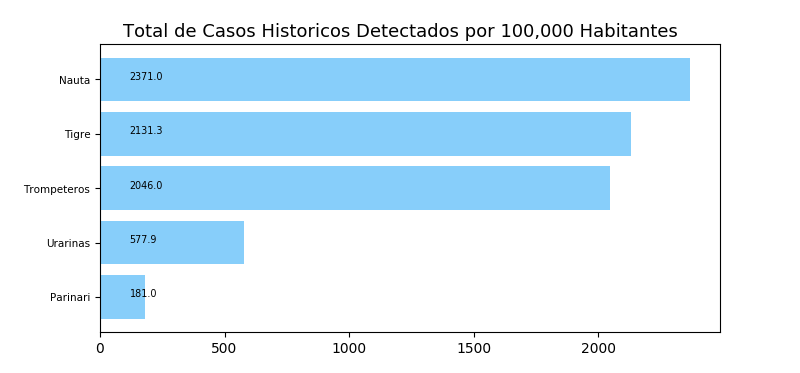 Total de Casos Historicos Detectados por 100,000 Habitantes
Nauta 2371.0
Tigre 2131.3
Trompeteros 2046.0
Urarinas 577.9
Parinari 181.0
0 500 1000 1500 2000